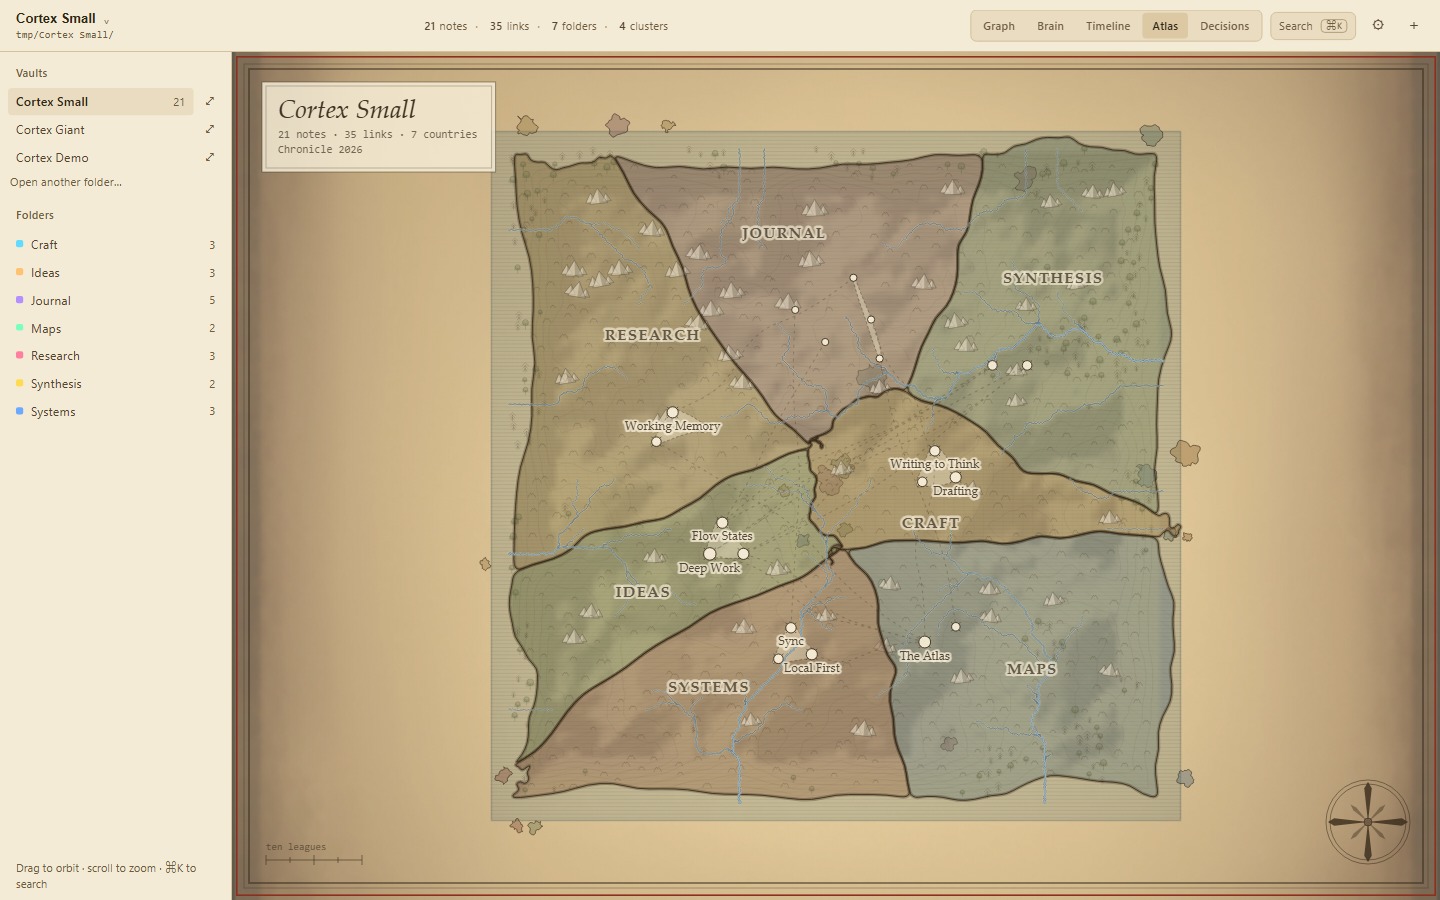 Cortex Small
tmp/Cortex Small/
21 notes · 35 links · 7 folders · 4 clusters
Graph
Brain
Timeline
Atlas
Decisions
Search ⌘K
+
Vaults
Cortex Small 21
Cortex Giant
Cortex Demo
Open another folder...
Folders
Craft 3
Ideas 3
Journal 5
Maps 2
Research 3
Synthesis 2
Systems 3
Drag to orbit · scroll to zoom · ⌘K to
search
Cortex Small
21 notes · 35 links · 7 countries
Chronicle 2026
JOURNAL
SYNTHESIS
RESEARCH
Working Memory
Writing to Think
Drafting
CRAFT
Flow States
Deep Work
IDEAS
Sync
Local First
The Atlas
MAPS
SYSTEMS
ten leagues